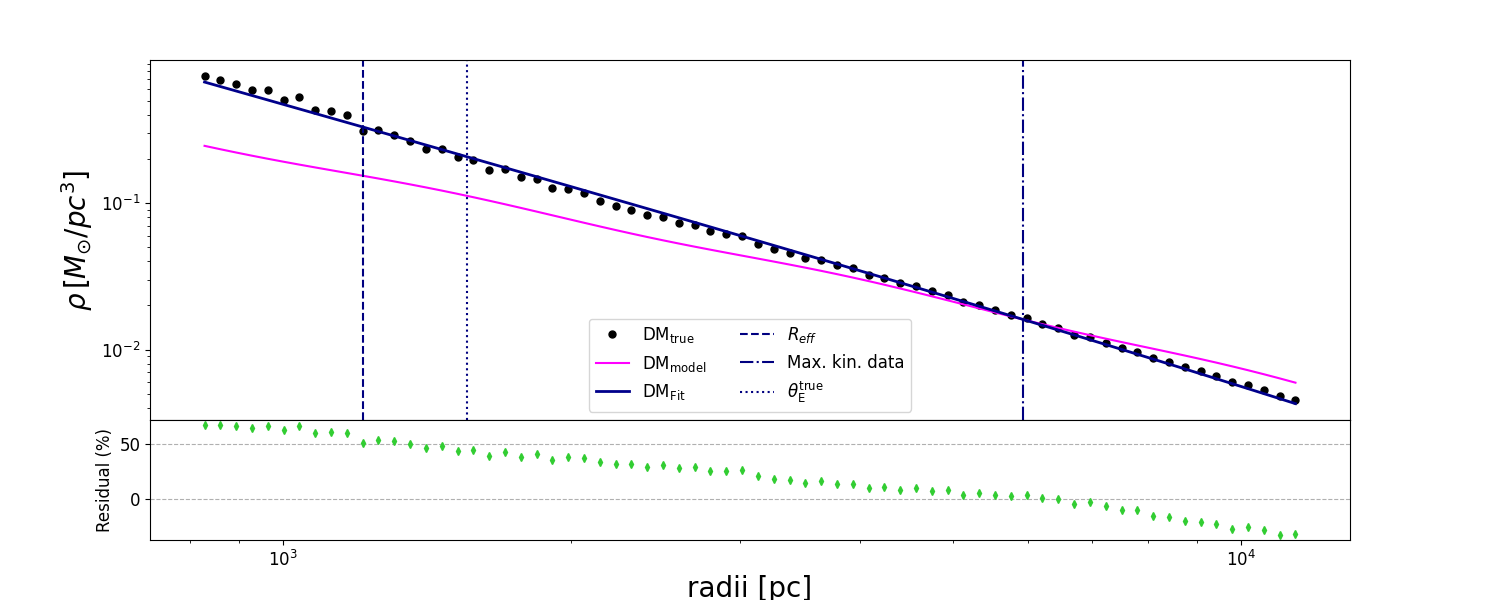 ρ [M⊙/pc³]
10⁻¹
10⁻²
DM_true
DM_model
DM_Fit
R_eff
Max. kin. data
θ_E^true
Residual (%)
50
0
10³
10⁴
radii [pc]